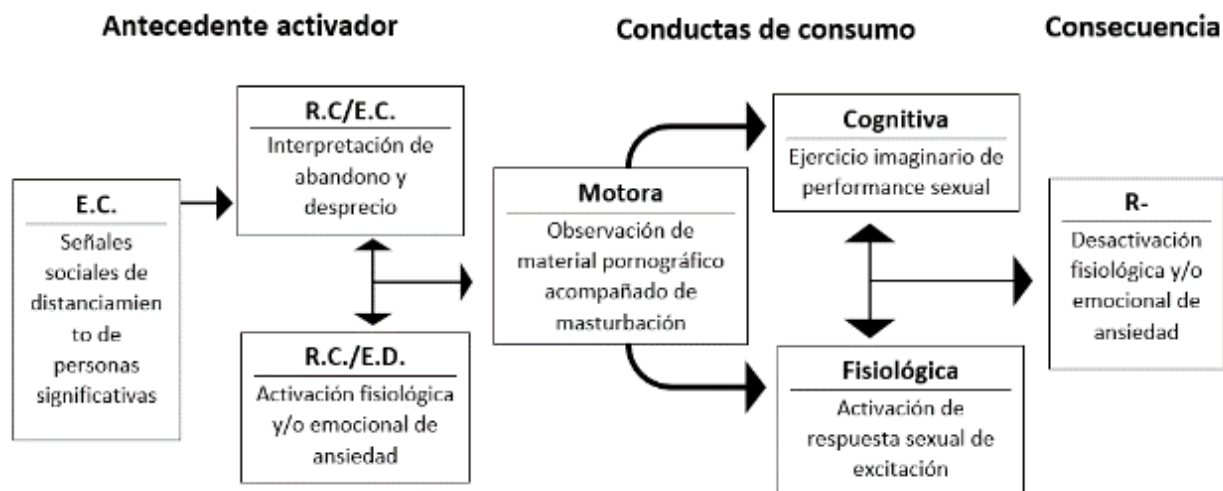 Antecedente activador
Conductas de consumo
Consecuencia
E.C.
Señales
sociales de
distanciamien
to de
personas
significativas
R.C/E.C.
Interpretación de
abandono y
desprecio
R.C./E.D.
Activación fisiológica
y/o emocional de
ansiedad
Motora
Observación de
material pornográfico
acompañado de
masturbación
Cognitiva
Ejercicio imaginario de
performance sexual
Fisiológica
Activación de
respuesta sexual de
excitación
R-
Desactivación
fisiológica y/o
emocional de
ansiedad